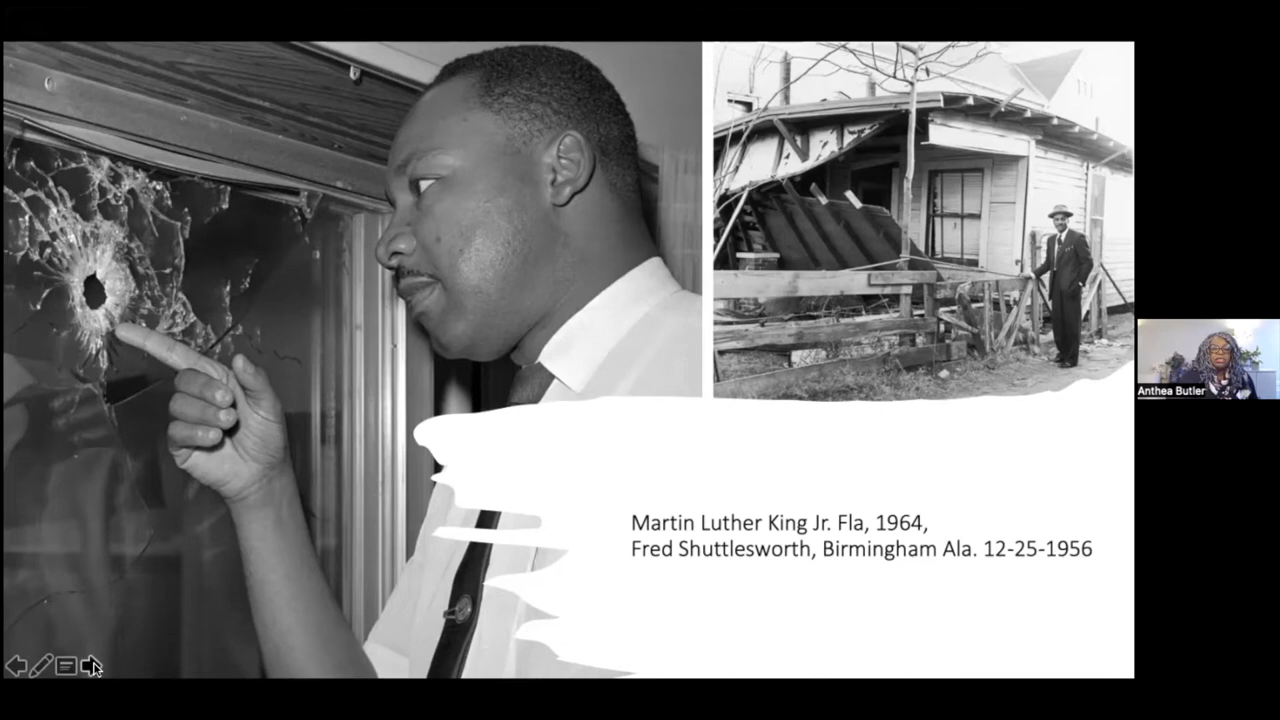 Martin Luther King Jr. Fla, 1964,
Fred Shuttlesworth, Birmingham Ala. 12-25-1956
Anthea Butler